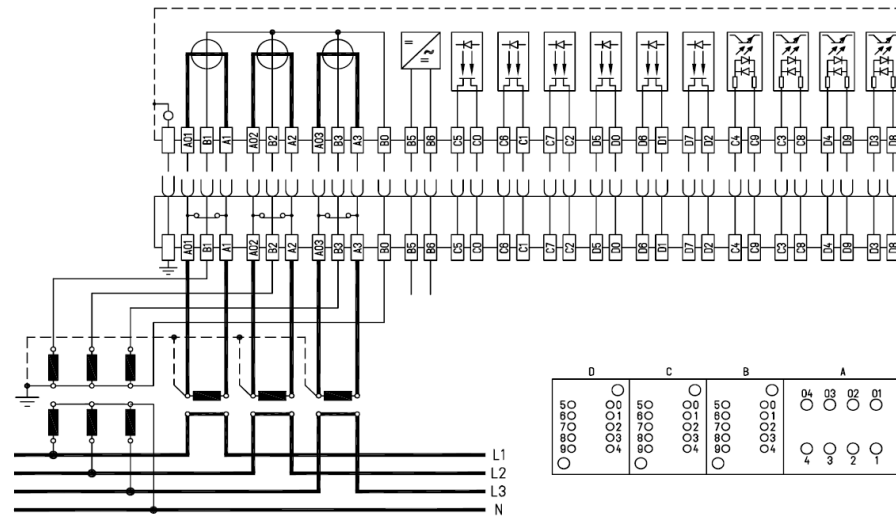 A01 B1 A1 A02 B2 A2 A03 B3 A3 B0 B5 B6 C5 C0 C6 C1 C7 C2 D5 D0 D6 D1 D7 D2 C4 C9 C3 C8 D4 D9 D3 D8
A01 B1 A1 A02 B2 A2 A03 B3 A3 B0 B5 B6 C5 C0 C6 C1 C7 C2 D5 D0 D6 D1 D7 D2 C4 C9 C3 C8 D4 D9 D3 D8
D C B A
04 03 02 01
5 0 5 0 5 0
6 1 6 1 6 1
7 2 7 2 7 2
8 3 8 3 8 3
9 4 9 4 9 4
4 3 2 1
L1
L2
L3
N